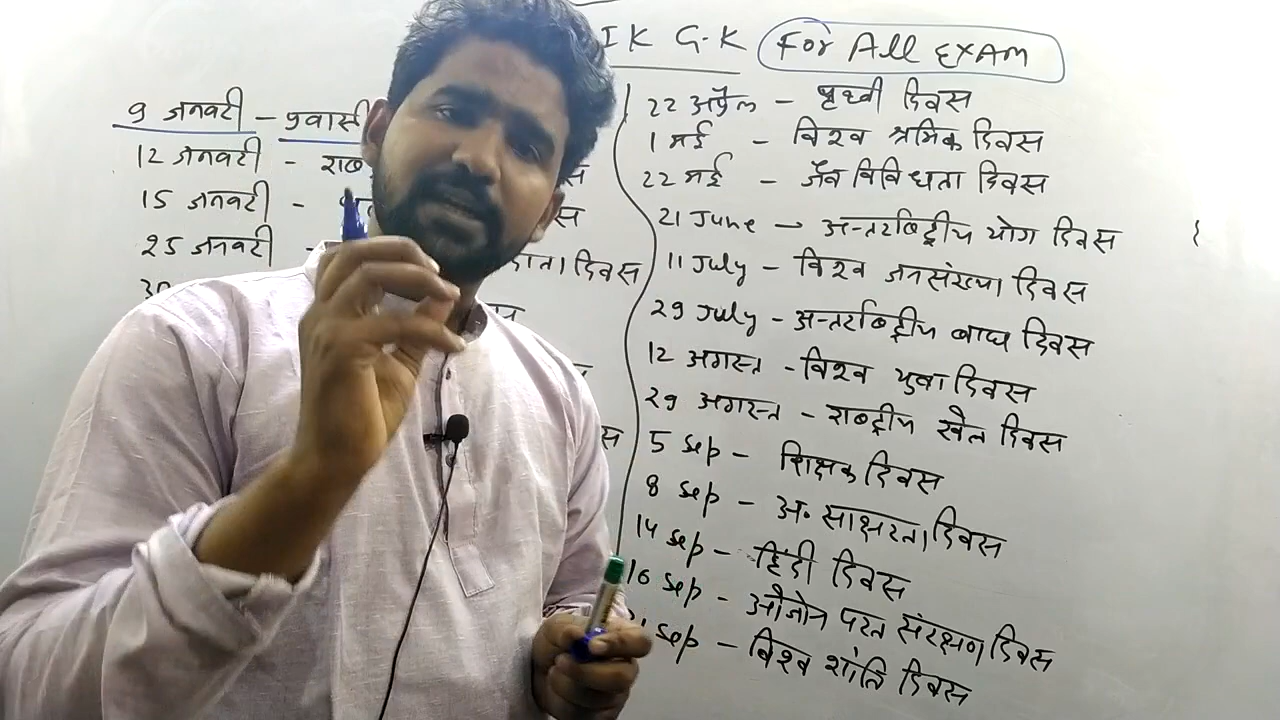 IK G.K For All EXAM
9 जनवरी - प्रवासी
12 जनवरी -
15 जनवरी -
25 जनवरी -
दिवस
30
22 अप्रैल - पृथ्वी दिवस
1 मई - विश्व श्रमिक दिवस
22 मई - जैव विविधता दिवस
21 June - अन्तर्राष्ट्रीय योग दिवस
11 July - विश्व जनसंख्या दिवस
29 July - अन्तर्राष्ट्रीय बाघ दिवस
12 अगस्त - विश्व युवा दिवस
29 अगस्त - राष्ट्रीय खेल दिवस
5 Sep - शिक्षक दिवस
8 Sep - अ. साक्षरता दिवस
14 Sep - हिंदी दिवस
16 Sep - ओजोन परत संरक्षण दिवस
Sep - विश्व शांति दिवस